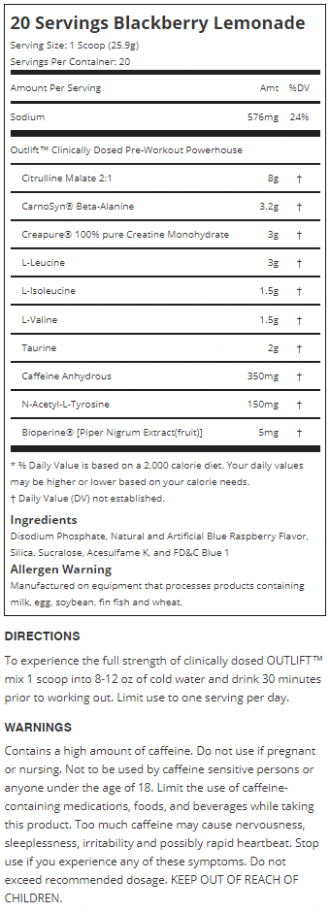 20 Servings Blackberry Lemonade
Serving Size: 1 Scoop (25.9g)
Servings Per Container: 20
Amount Per Serving Amt %DV
Sodium 576mg 24%
Outlift™ Clinically Dosed Pre-Workout Powerhouse
Citrulline Malate 2:1 8g †
CarnoSyn® Beta-Alanine 3.2g †
Creapure® 100% pure Creatine Monohydrate 3g †
L-Leucine 3g †
L-Isoleucine 1.5g †
L-Valine 1.5g †
Taurine 2g †
Caffeine Anhydrous 350mg †
N-Acetyl-L-Tyrosine 150mg †
Bioperine® [Piper Nigrum Extract(fruit)] 5mg †
* % Daily Value is based on a 2,000 calorie diet. Your daily values
may be higher or lower based on your calorie needs.
† Daily Value (DV) not established.
Ingredients
Disodium Phosphate, Natural and Artificial Blue Raspberry Flavor,
Silica, Sucralose, Acesulfame K, and FD&C Blue 1
Allergen Warning
Manufactured on equipment that processes products containing
milk, egg, soybean, fin fish and wheat.
DIRECTIONS
To experience the full strength of clinically dosed OUTLIFT™
mix 1 scoop into 8-12 oz of cold water and drink 30 minutes
prior to working out. Limit use to one serving per day.
WARNINGS
Contains a high amount of caffeine. Do not use if pregnant
or nursing. Not to be used by caffeine sensitive persons or
anyone under the age of 18. Limit the use of caffeine-
containing medications, foods, and beverages while taking
this product. Too much caffeine may cause nervousness,
sleeplessness, irritability and possibly rapid heartbeat. Stop
use if you experience any of these symptoms. Do not
exceed recommended dosage. KEEP OUT OF REACH OF
CHILDREN.